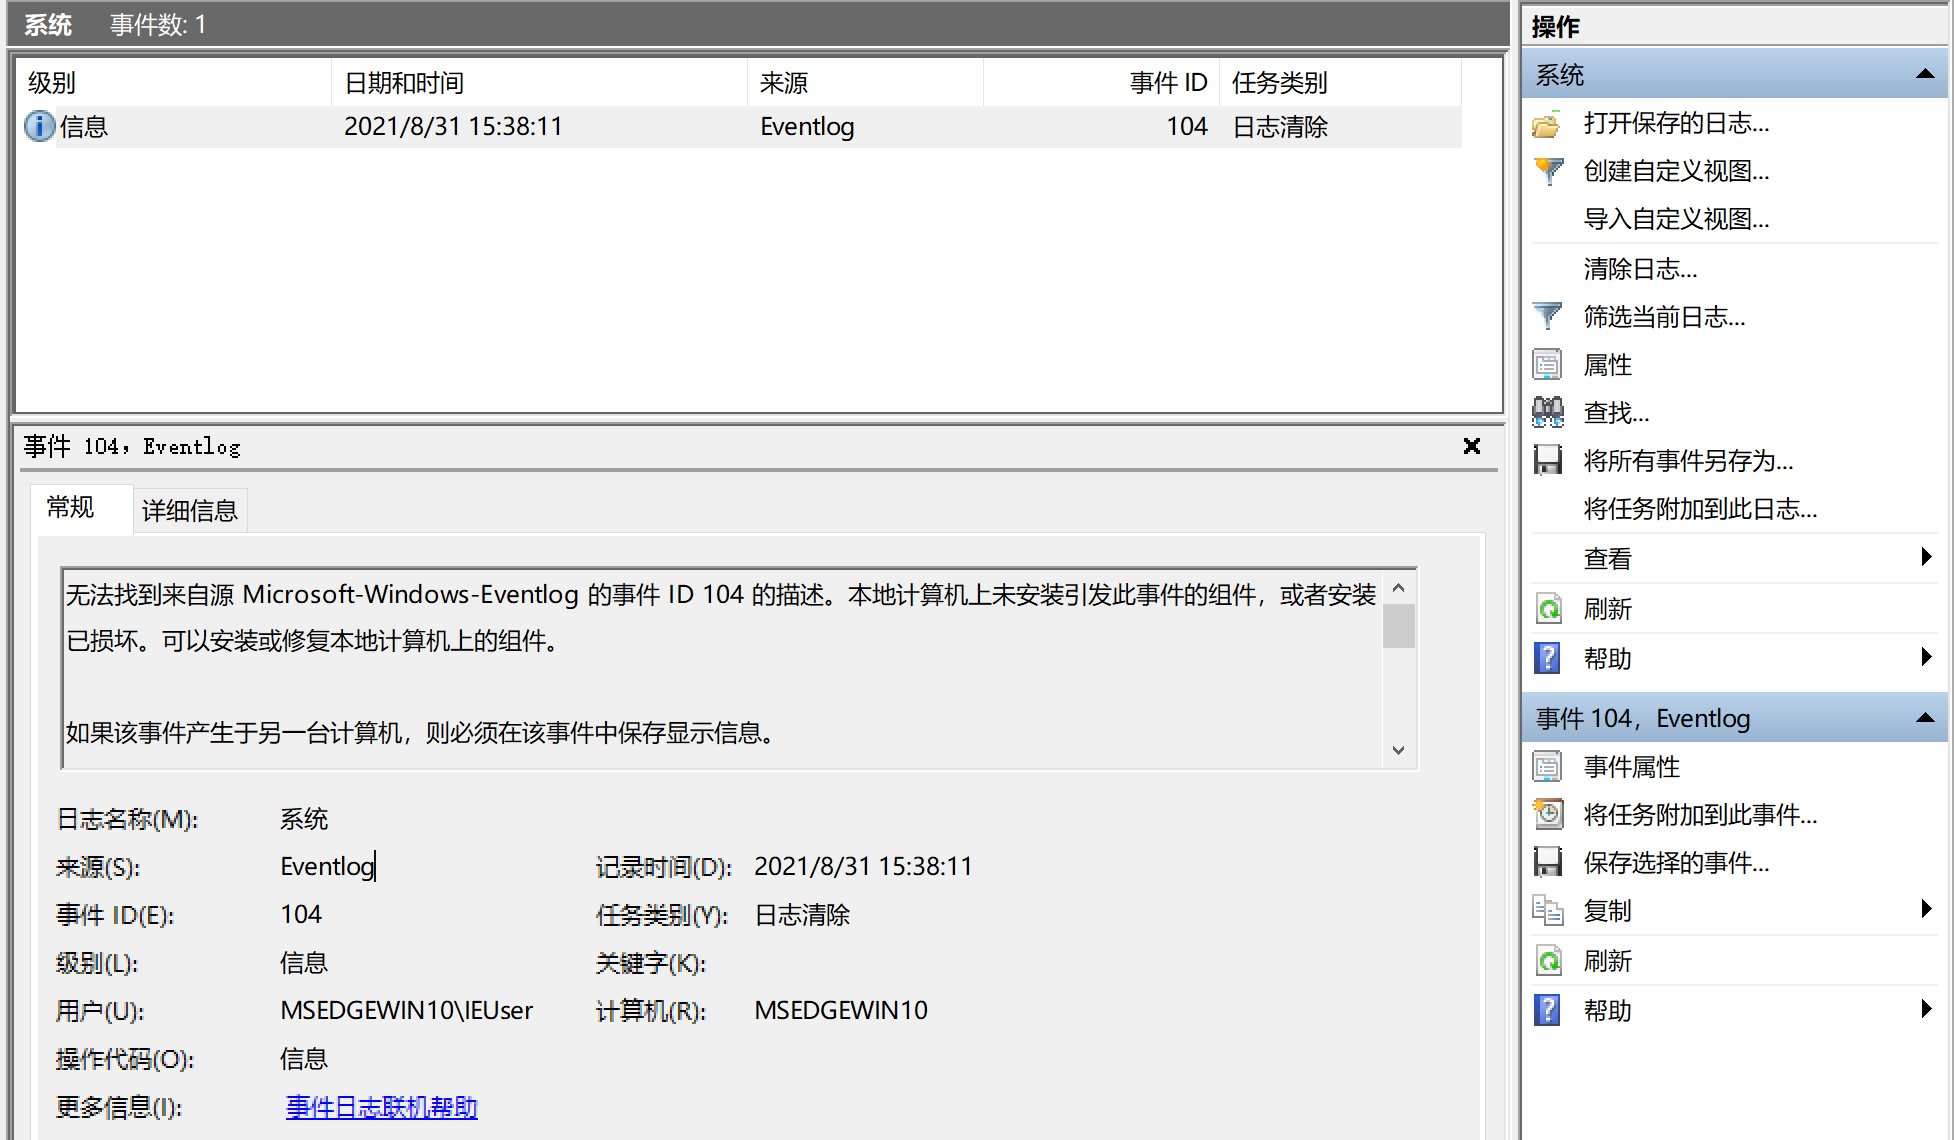 系统 事件数: 1
级别 日期和时间 来源 事件 ID 任务类别
信息 2021/8/31 15:38:11 Eventlog 104 日志清除
事件 104，Eventlog
常规 详细信息
无法找到来自源 Microsoft-Windows-Eventlog 的事件 ID 104 的描述。本地计算机上未安装引发此事件的组件，或者安装
已损坏。可以安装或修复本地计算机上的组件。
如果该事件产生于另一台计算机，则必须在该事件中保存显示信息。
日志名称(M): 系统
来源(S): Eventlog 记录时间(D): 2021/8/31 15:38:11
事件 ID(E): 104 任务类别(Y): 日志清除
级别(L): 信息 关键字(K):
用户(U): MSEDGEWIN10\IEUser 计算机(R): MSEDGEWIN10
操作代码(O): 信息
更多信息(I): 事件日志联机帮助
操作
系统
打开保存的日志...
创建自定义视图...
导入自定义视图...
清除日志...
筛选当前日志...
属性
查找...
将所有事件另存为...
将任务附加到此日志...
查看
刷新
帮助
事件 104，Eventlog
事件属性
将任务附加到此事件...
保存选择的事件...
复制
刷新
帮助